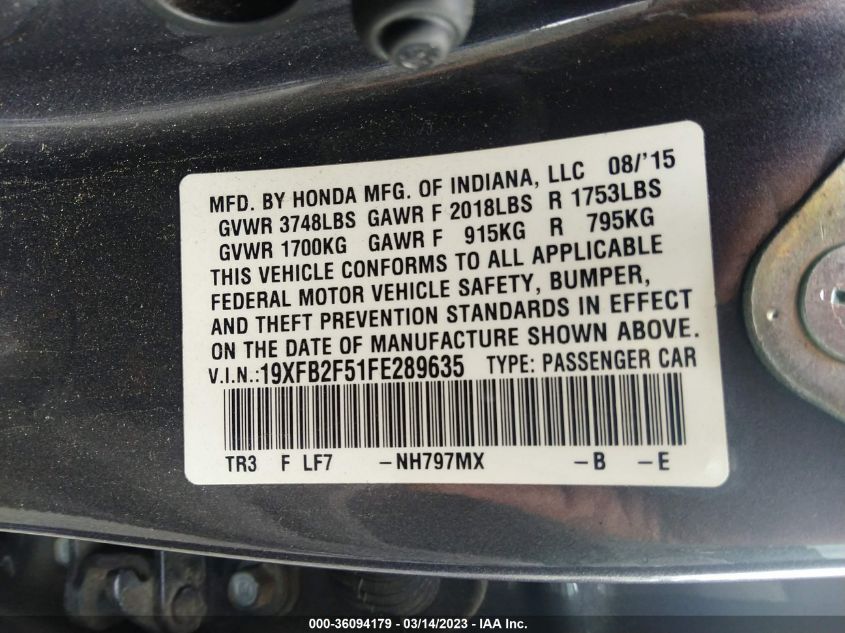 MFD. BY HONDA MFG. OF INDIANA, LLC 08/'15
GVWR 3748LBS GAWR F 2018LBS R 1753LBS
GVWR 1700KG GAWR F 915KG R 795KG
THIS VEHICLE CONFORMS TO ALL APPLICABLE
FEDERAL MOTOR VEHICLE SAFETY, BUMPER,
AND THEFT PREVENTION STANDARDS IN EFFECT
ON THE DATE OF MANUFACTURE SHOWN ABOVE.
V.I.N.:19XFB2F51FE289635 TYPE: PASSENGER CAR
TR3 F LF7 -NH797MX -B -E
000-36094179 - 03/14/2023 - IAA Inc.